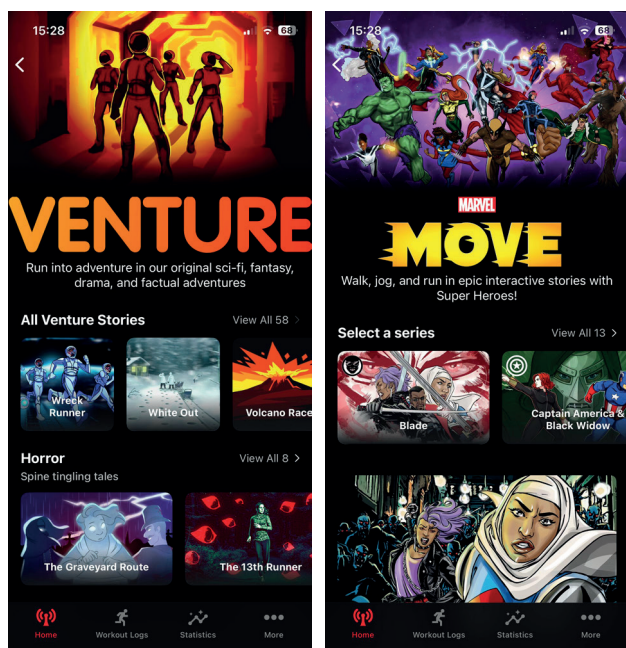 15:28
68
VENTURE
Run into adventure in our original sci-fi, fantasy,
drama, and factual adventures
All Venture Stories
View All 58
Wreck
Runner
White Out
Volcano Race
Horror
View All 8
Spine tingling tales
The Graveyard Route
The 13th Runner
Home
Workout Logs
Statistics
More
15:28
68
MARVEL
MOVE
Walk, jog, and run in epic interactive stories with
Super Heroes!
Select a series
View All 13
Blade
Captain America &
Black Widow
Home
Workout Logs
Statistics
More